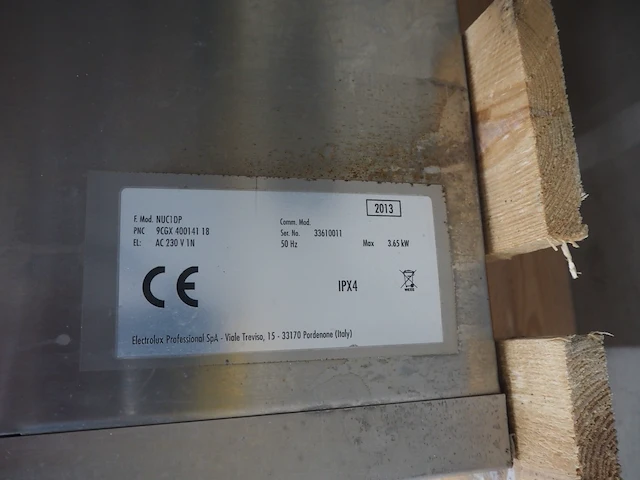 2013
F. Mod. NUC1DP Comm. Mod.
PNC 9CGX 400141 18 Ser. No. 33610011
EL: AC 230 V 1N 50 Hz Max 3.65 kW
CE IPX4
Electrolux Professional SpA - Viale Treviso, 15 - 33170 Pordenone (Italy)